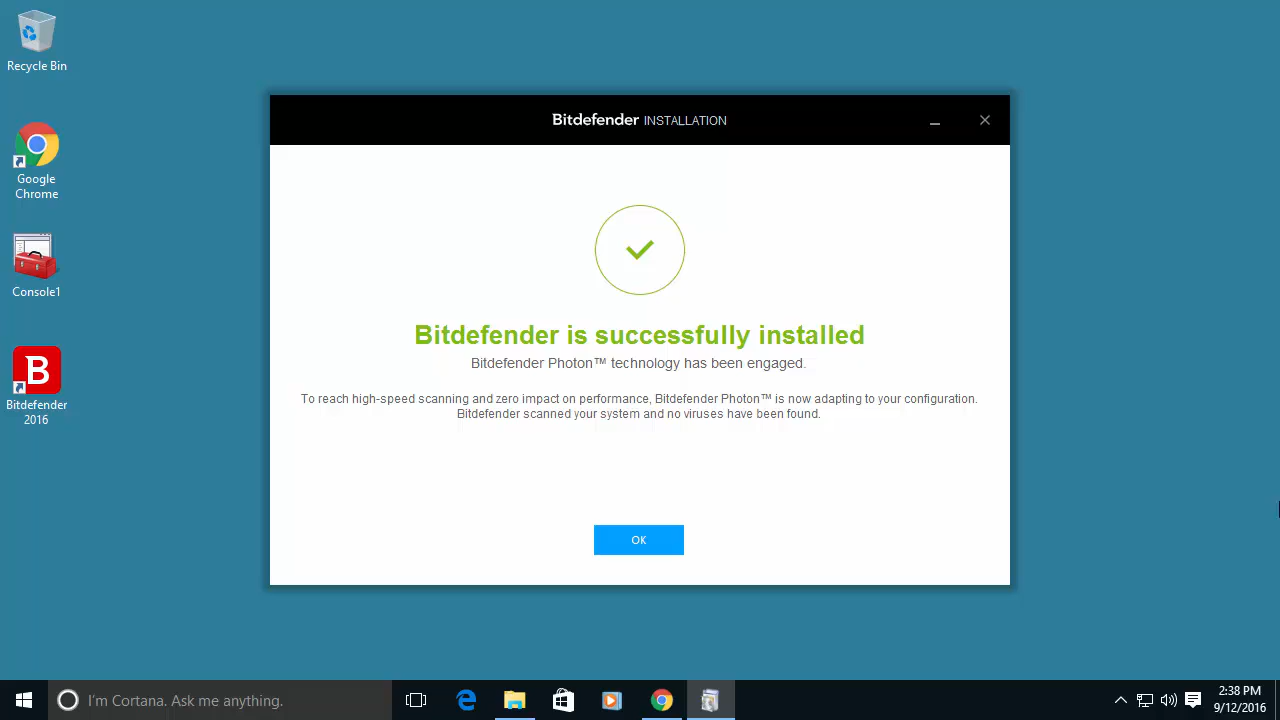 Recycle Bin
Google
Chrome
Console1
B
Bitdefender
2016
Bitdefender INSTALLATION
Bitdefender is successfully installed
Bitdefender Photon™ technology has been engaged.
To reach high-speed scanning and zero impact on performance, Bitdefender Photon™ is now adapting to your configuration.
Bitdefender scanned your system and no viruses have been found.
OK
I'm Cortana. Ask me anything.
2:38 PM
9/12/2016